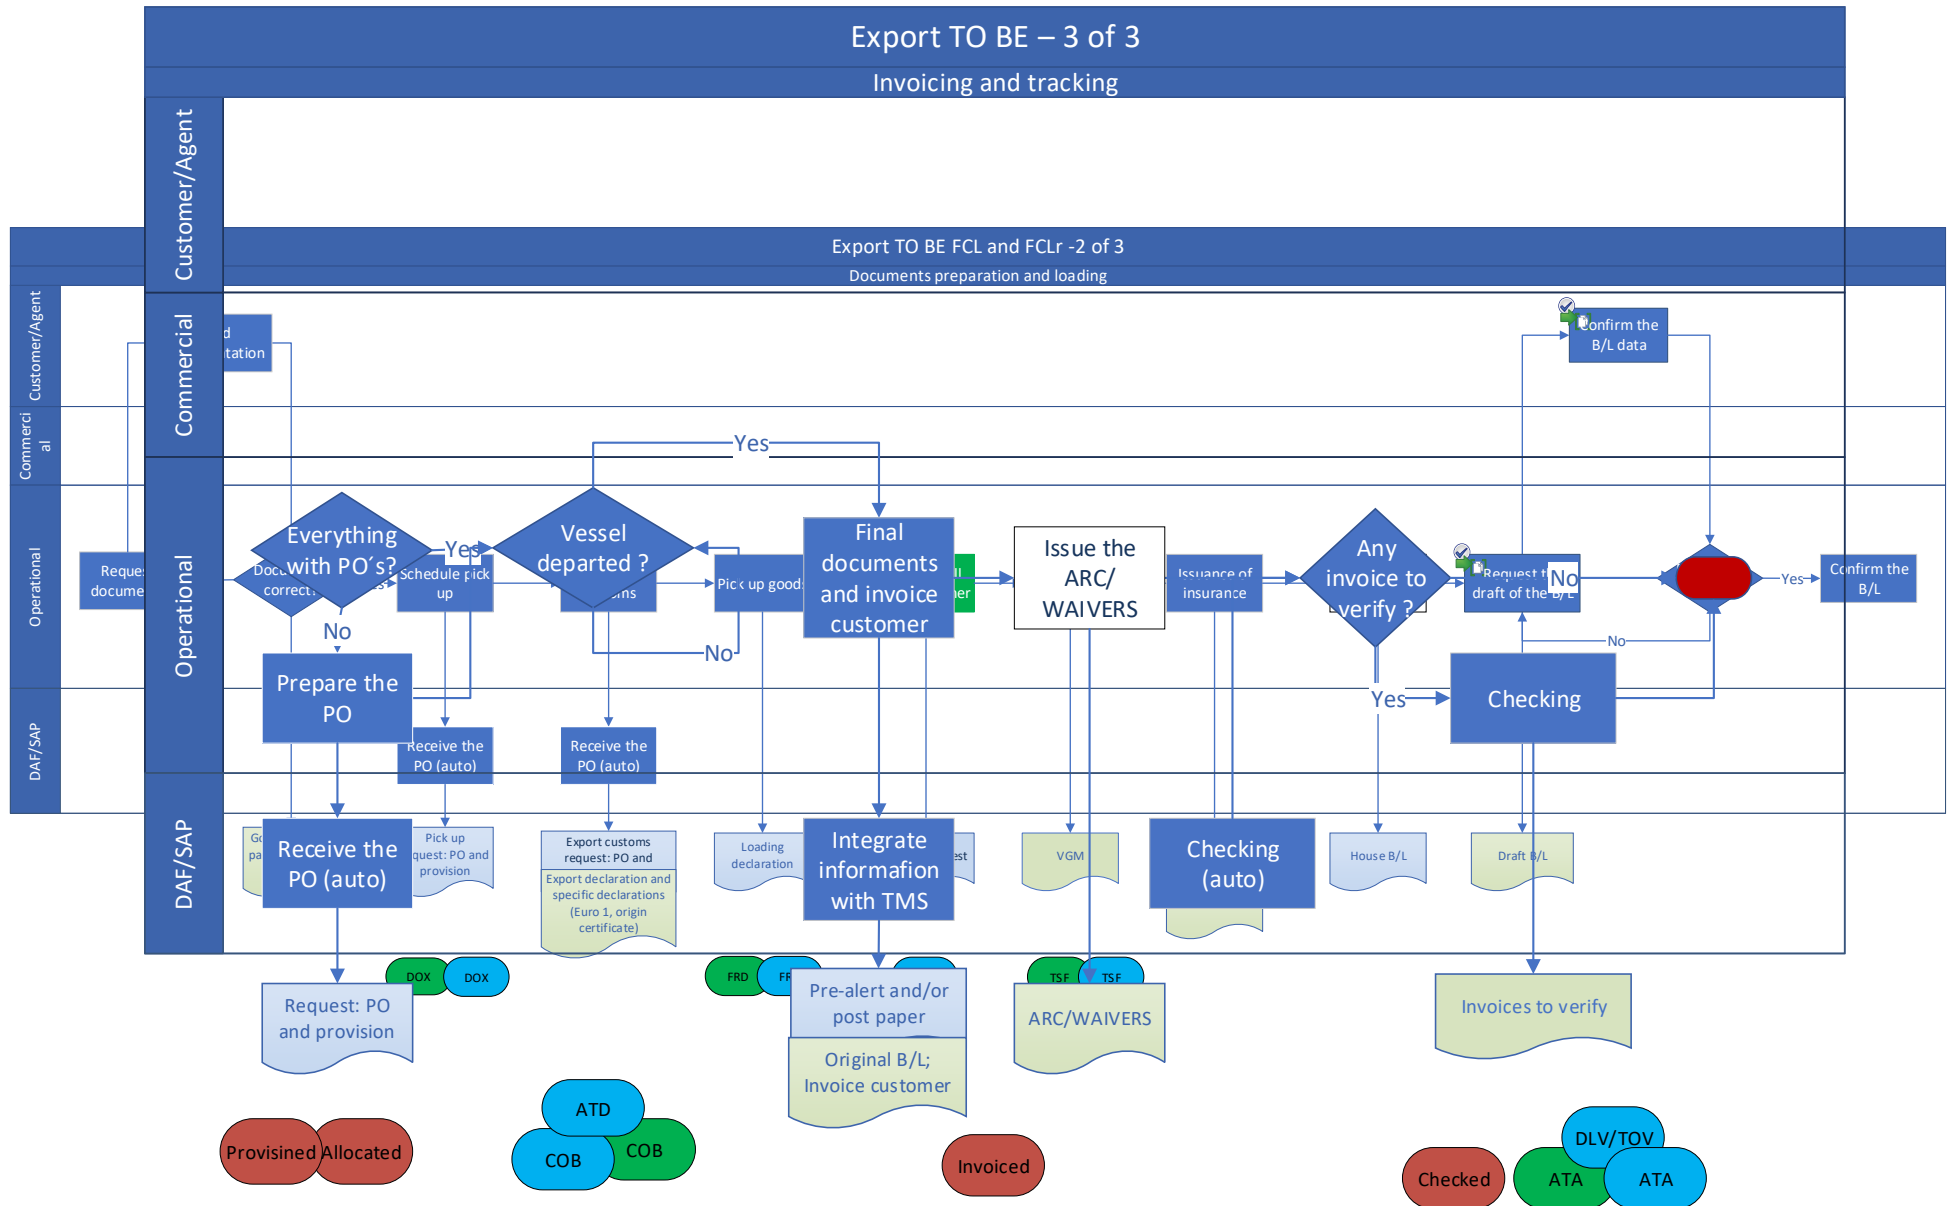 Export TO BE – 3 of 3
Invoicing and tracking
Customer/Agent
Export TO BE FCL and FCLr -2 of 3
Documents preparation and loading
Customer/Agent
Commercial
Confirm the
B/L data
Commerci
al
Yes
Operational
Operational
Everything
with PO´s?
Yes
Vessel
departed ?
Final
documents
and invoice
customer
Issue the
ARC/
WAIVERS
Issuance of
insurance
Any
invoice to
verify ?
Request
draft of the B/L
No
Yes
Confirm the
B/L
correct
Schedule pick
up
Pick up goods
No
No
No
Prepare the
PO
Yes
Checking
DAF/SAP
Receive the
PO (auto)
Receive the
PO (auto)
DAF/SAP
Receive the
PO (auto)
Pick up
request: PO and
provision
Export customs
request: PO and
Export declaration and
specific declarations
(Euro 1, origin
certificate)
Loading
declaration
Integrate
information
with TMS
VGM
Checking
(auto)
House B/L
Draft B/L
DOX
DOX
FRD
TSF
TSF
Request: PO
and provision
Pre-alert and/or
post paper
Original B/L;
Invoice customer
ARC/WAIVERS
Invoices to verify
Provisined
Allocated
ATD
COB
COB
Invoiced
Checked
DLV/TOV
ATA
ATA